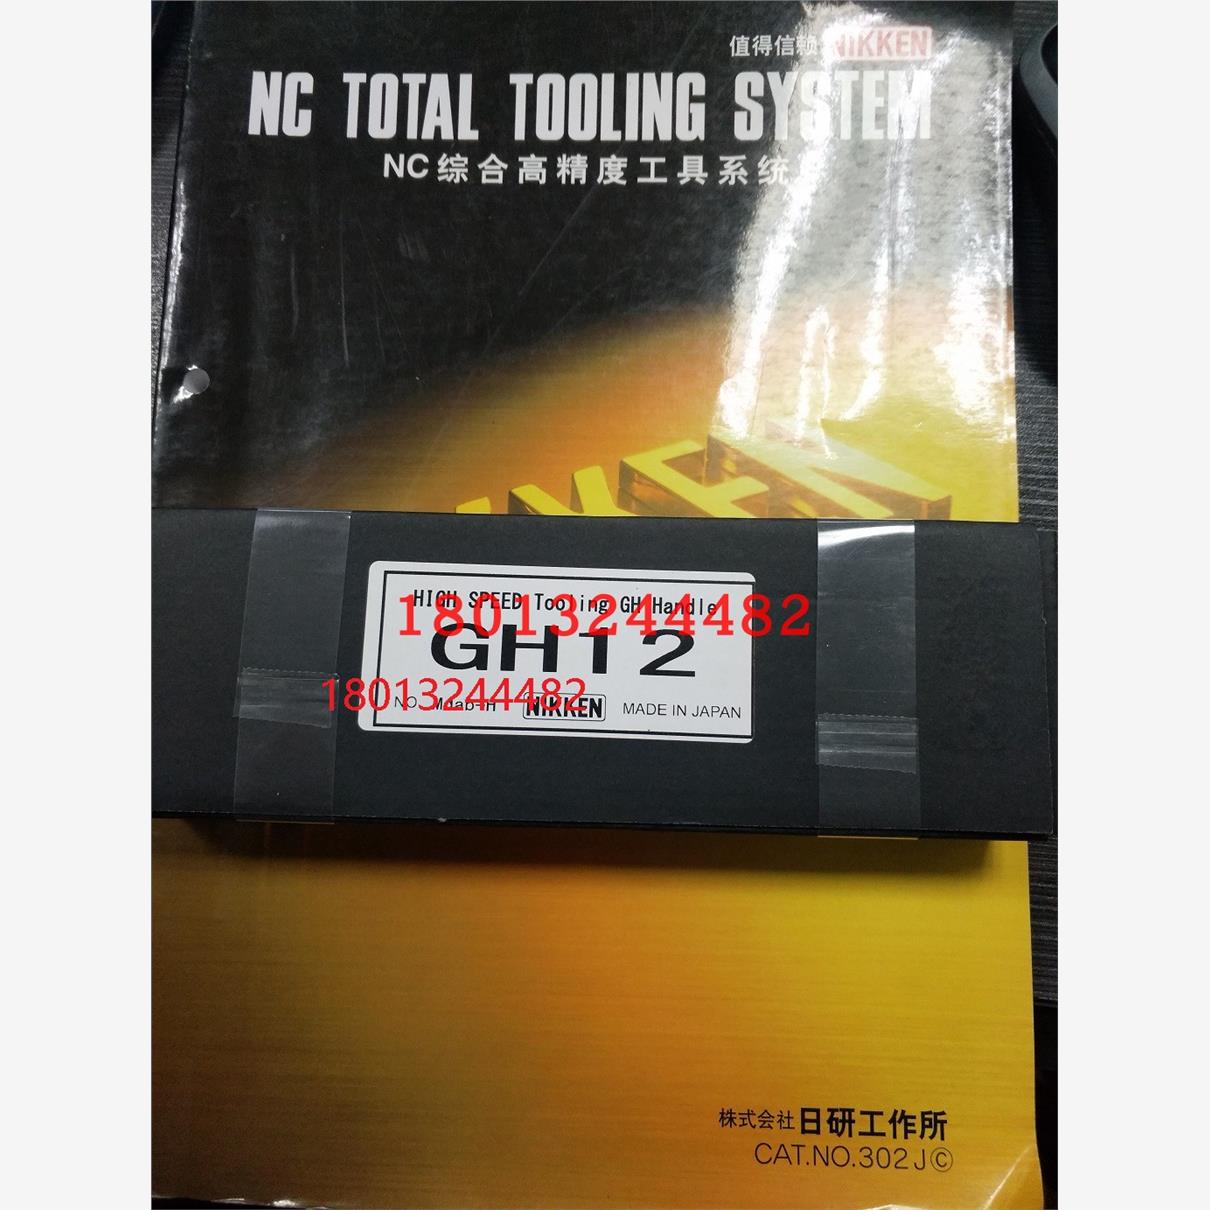 值得信赖 NIKKEN
NC TOTAL TOOLING SYSTEM
NC综合高精度工具系统
HIGH SPEED Tooling GH Handle
18013244482
GH12
18013244482
NO. NIKKEN MADE IN JAPAN
株式会社日研工作所
CAT.NO.302J©